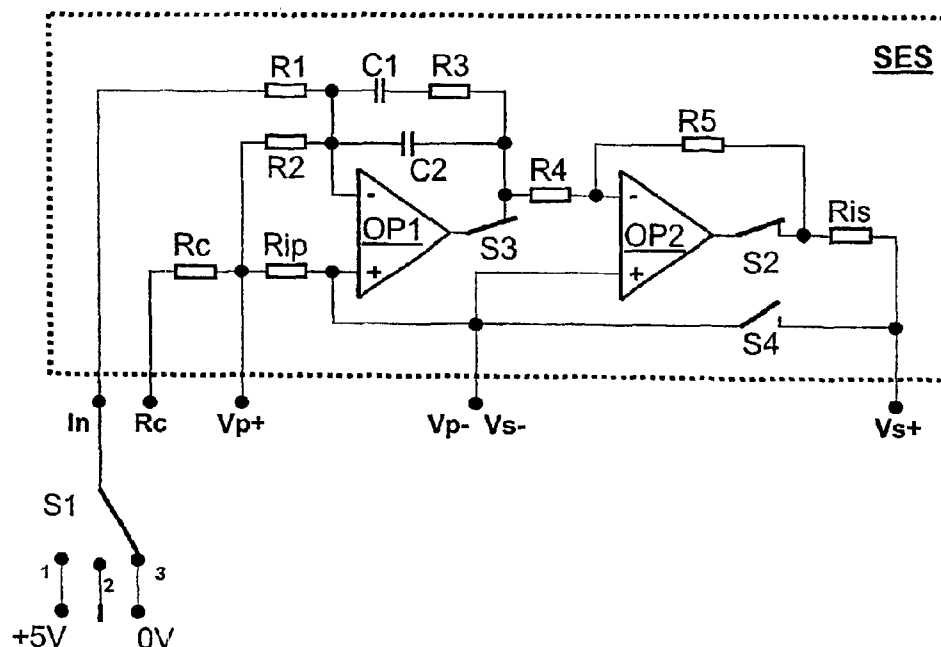 SES
R1
C1
R3
R2
C2
R4
R5
OP1
S3
OP2
S2
Ris
Rc
Rip
S4
-
+
-
+
In
Rc
Vp+
Vp-
Vs-
Vs+
S1
1
2
3
+5V
0V